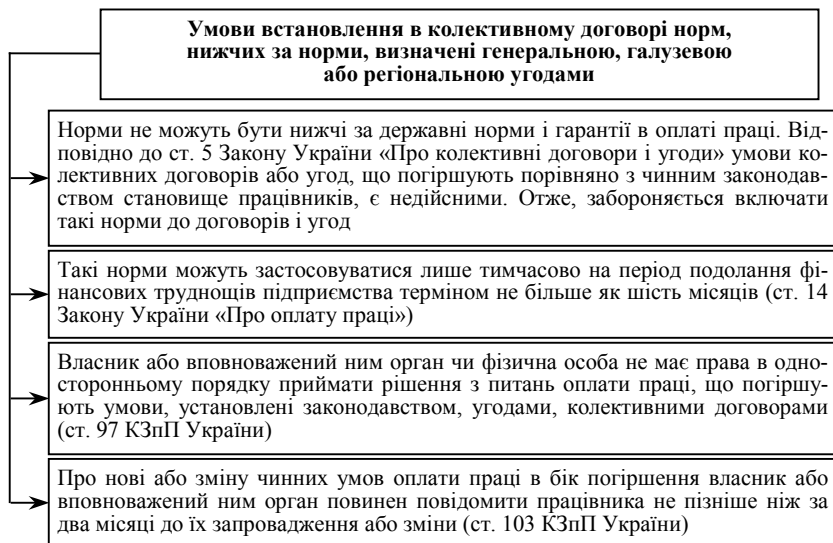 Умови встановлення в колективному договорі норм,
нижчих за норми, визначені генеральною, галузевою
або регіональною угодами
Норми не можуть бути нижчі за державні норми і гарантії в оплаті праці. Від-
повідно до ст. 5 Закону України «Про колективні договори і угоди» умови ко-
лективних договорів або угод, що погіршують порівняно з чинним законодав-
ством становище працівників, є недійсними. Отже, забороняється включати
такі норми до договорів і угод
Такі норми можуть застосовуватися лише тимчасово на період подолання фі-
нансових труднощів підприємства терміном не більше як шість місяців (ст. 14
Закону України «Про оплату праці»)
Власник або вповноважений ним орган чи фізична особа не має права в одно-
сторонньому порядку приймати рішення з питань оплати праці, що погіршу-
ють умови, установлені законодавством, угодами, колективними договорами
(ст. 97 КЗпП України)
Про нові або зміну чинних умов оплати праці в бік погіршення власник або
вповноважений ним орган повинен повідомити працівника не пізніше ніж за
два місяці до їх запровадження або зміни (ст. 103 КЗпП України)